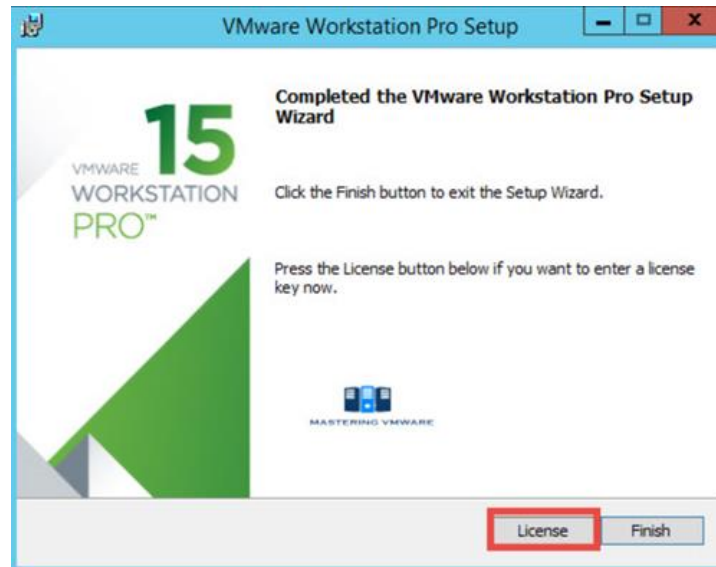 VMware Workstation Pro Setup
15
VMWARE
WORKSTATION
PRO™
Completed the VMware Workstation Pro Setup
Wizard
Click the Finish button to exit the Setup Wizard.
Press the License button below if you want to enter a license
key now.
MASTERING VMWARE
License
Finish